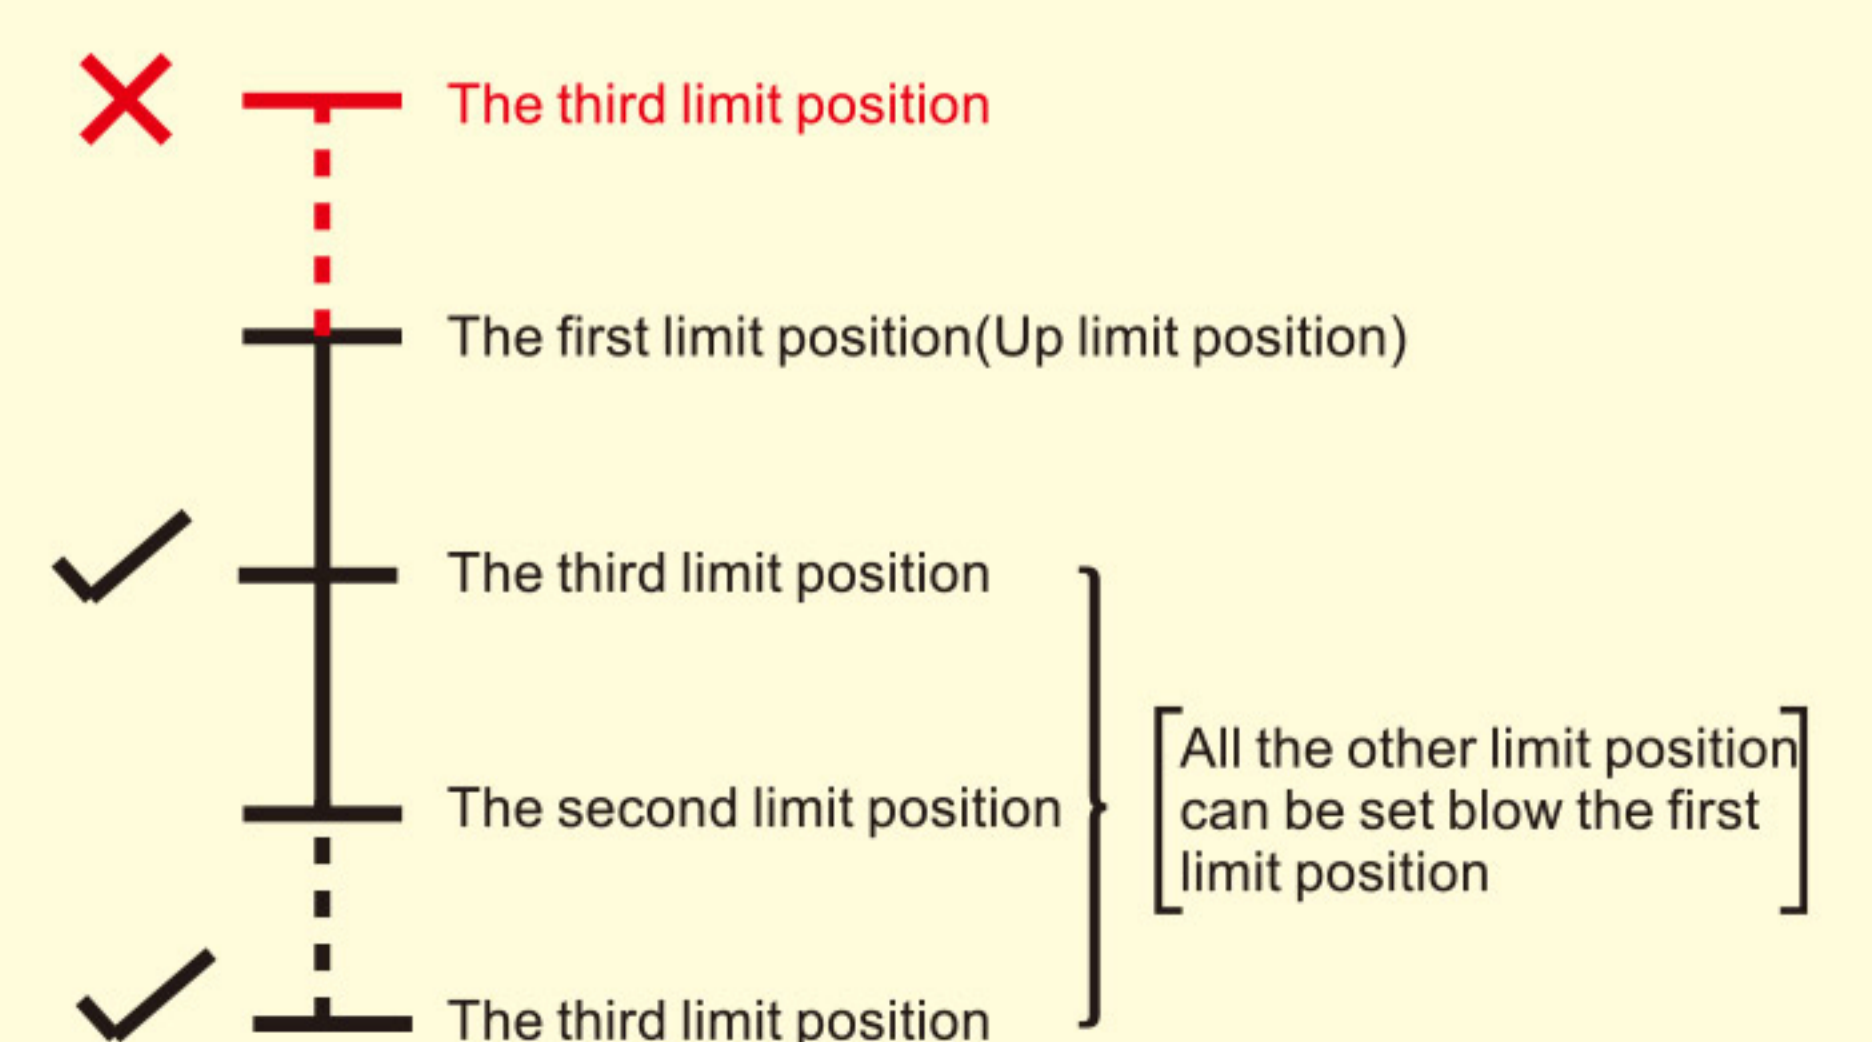 The third limit position
The first limit position(Up limit position)
The third limit position
The second limit position
All the other limit position
can be set blow the first
limit position
The third limit position